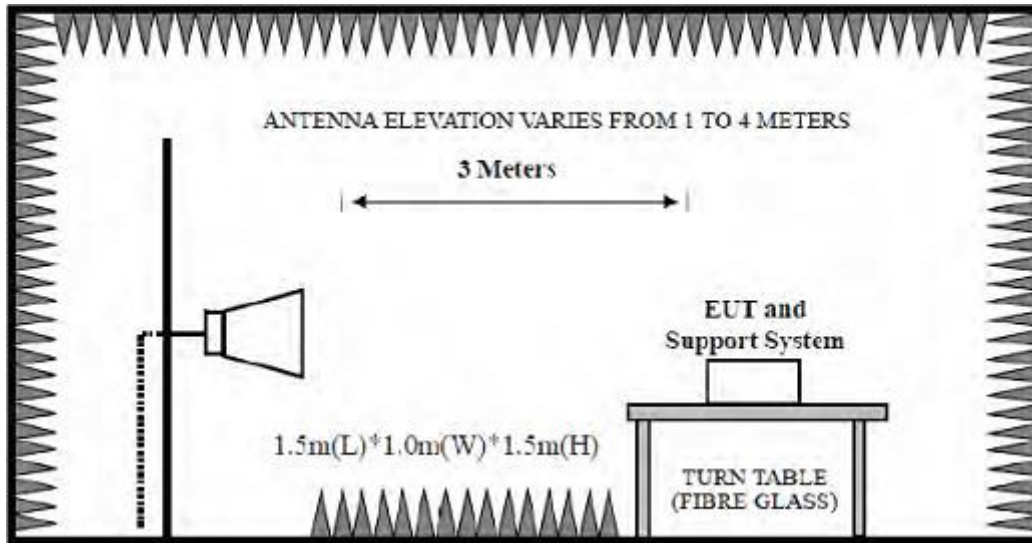 ANTENNA ELEVATION VARIES FROM 1 TO 4 METERS
3 Meters
EUT and
Support System
1.5m(L)*1.0m(W)*1.5m(H)
TURN TABLE
(FIBRE GLASS)